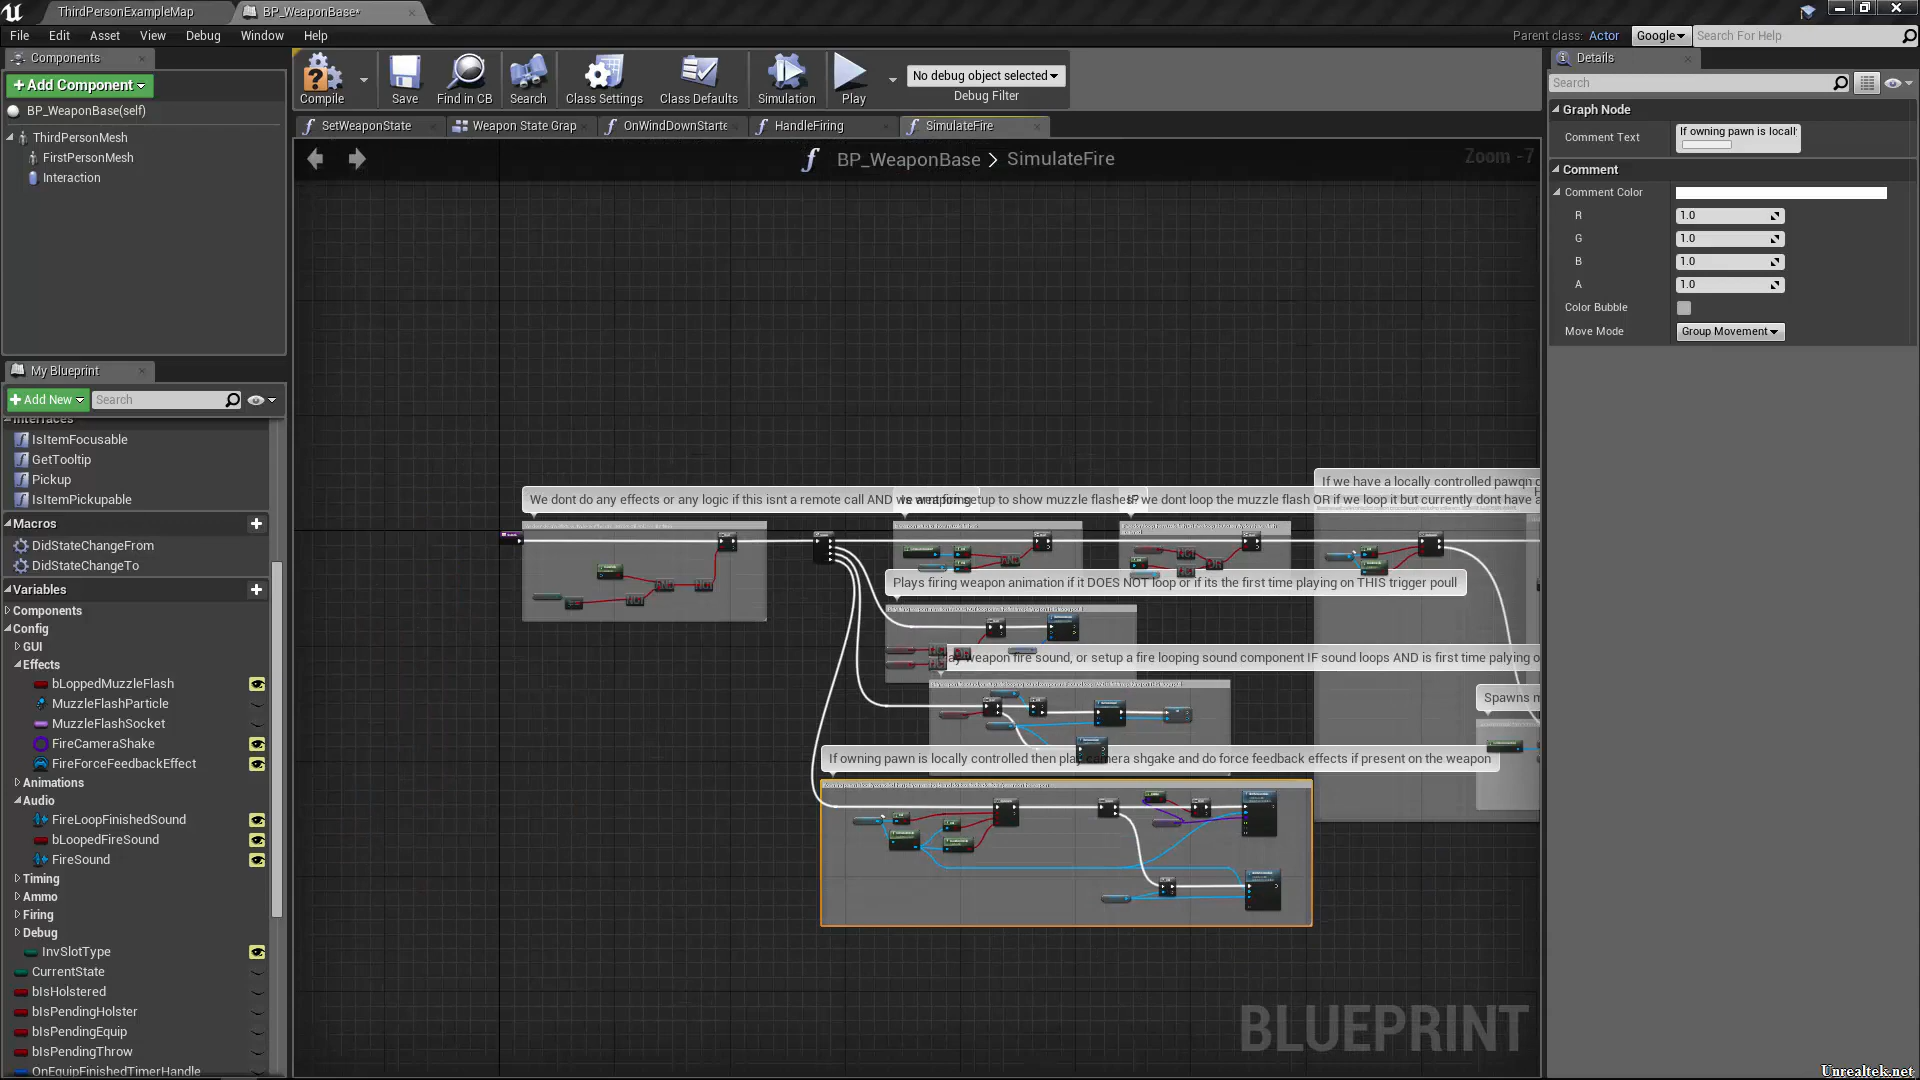 ThirdPersonExampleMap
BP_WeaponBase*
File Edit Asset View Debug Window Help
Parent class: Actor
Google
Search For Help
Components
+Add Component
BP_WeaponBase(self)
ThirdPersonMesh
FirstPersonMesh
Interaction
Compile
Save
Find in CB
Search
Class Settings
Class Defaults
Simulation
Play
No debug object selected
Debug Filter
SetWeaponState
Weapon State Grap
OnWindDownStarte
HandleFiring
SimulateFire
BP_WeaponBase > SimulateFire
Zoom -7
We dont do any effects or any logic if this isnt a remote call AND
we dont loop the muzzle flash OR if we loop it but currently dont have a
If we have a locally controlled pawqn
Plays firing weapon animation if it DOES NOT loop or if its the first time playing on THIS trigger poull
weapon fire sound, or setup a fire looping sound component IF sound loops AND is first time palying o
Spawns
If owning pawn is locally controlled then play camera shgake and do force feedback effects if present on the weapon
BLUEPRINT
My Blueprint
+Add New
Search
Interfaces
IsItemFocusable
GetTooltip
Pickup
IsItemPickupable
Macros
DidStateChangeFrom
DidStateChangeTo
Variables
Components
Config
GUI
Effects
bLoppedMuzzleFlash
MuzzleFlashParticle
MuzzleFlashSocket
FireCameraShake
FireForceFeedbackEffect
Animations
Audio
FireLoopFinishedSound
bLoopedFireSound
FireSound
Timing
Ammo
Firing
Debug
InvSlotType
CurrentState
bIsHolstered
bIsPendingHolster
bIsPendingEquip
bIsPendingThrow
OnEquipFinishedTimerHandle
Details
Search
Graph Node
Comment Text
If owning pawn is locall
Comment
Comment Color
R 1.0
G 1.0
B 1.0
A 1.0
Color Bubble
Move Mode
Group Movement
Unrealtek.net